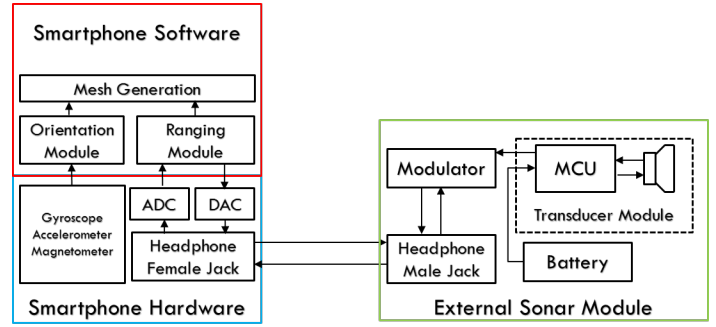 Smartphone Software
Mesh Generation
Orientation
Module
Ranging
Module
Gyroscope
Accelerometer
Magnetometer
ADC
DAC
Headphone
Female Jack
Smartphone Hardware
Modulator
MCU
Transducer Module
Headphone
Male Jack
Battery
External Sonar Module